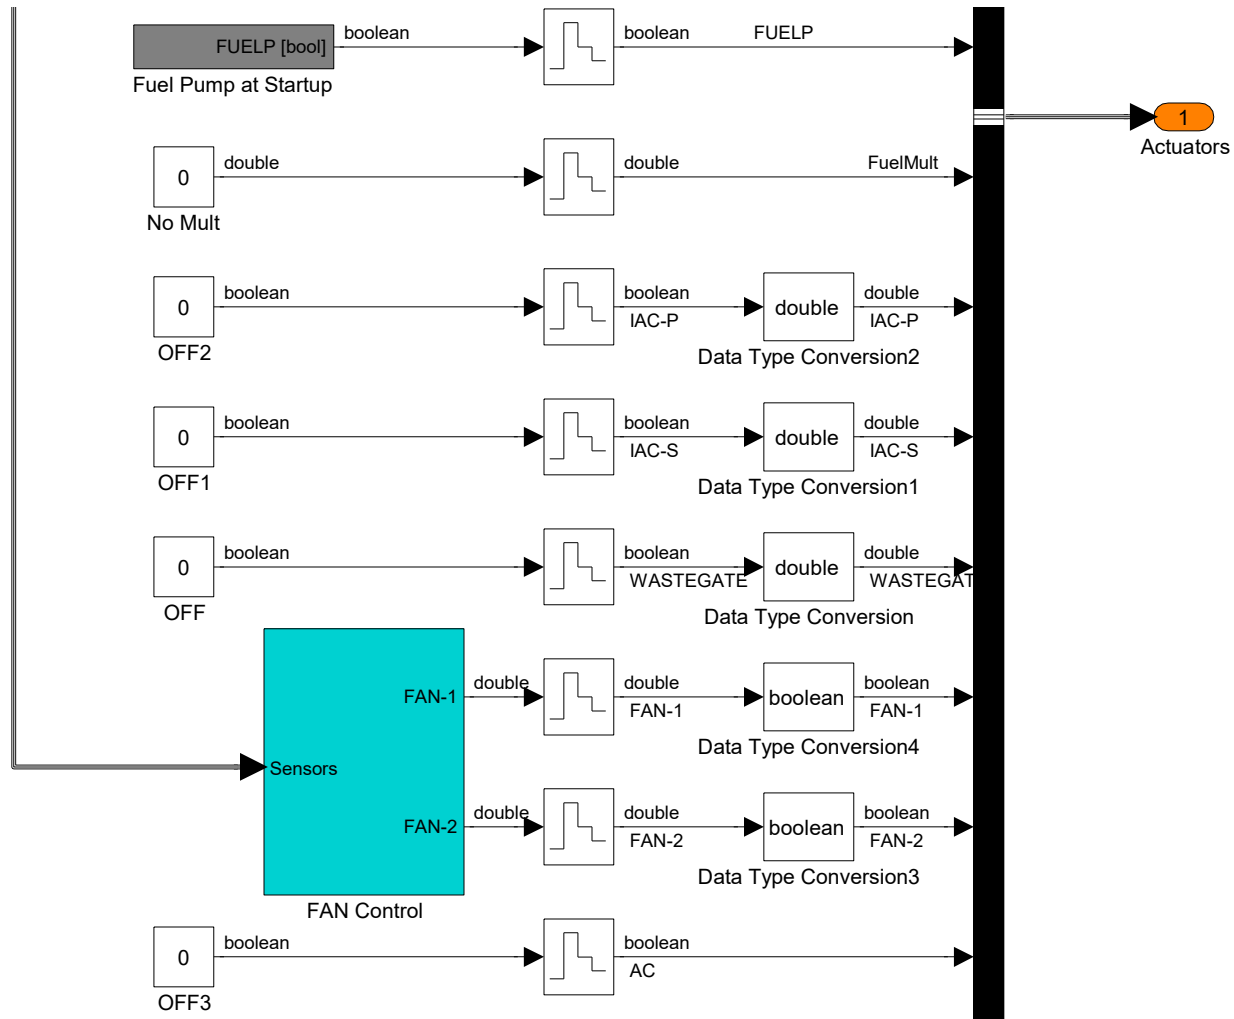 FUELP [bool]
boolean
boolean
FUELP
Fuel Pump at Startup
1
Actuators
0
double
double
FuelMult
No Mult
0
boolean
boolean
IAC-P
double
double
IAC-P
OFF2
Data Type Conversion2
0
boolean
boolean
IAC-S
double
double
IAC-S
OFF1
Data Type Conversion1
0
boolean
boolean
WASTEGATE
double
double
WASTEGAT
OFF
Data Type Conversion
FAN-1
double
double
FAN-1
boolean
boolean
FAN-1
Data Type Conversion4
Sensors
FAN-2
double
double
FAN-2
boolean
boolean
FAN-2
Data Type Conversion3
FAN Control
0
boolean
boolean
AC
OFF3